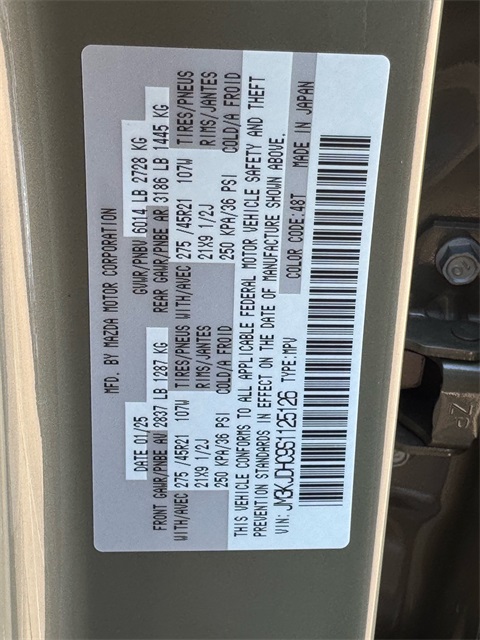 MFD. BY MAZDA MOTOR CORPORATION
DATE 01/25 GVWR/PNBV 6014 LB 2728 KG
FRONT GAWR/PNBE AV 2837 LB 1287 KG REAR GAWR/PNBE AR 3186 LB 1445 KG
WITH/AVEC 275 /45R21 107W TIRES/PNEUS WITH/AVEC 275 /45R21 107W TIRES/PNEUS
21X9 1/2J RIMS/JANTES 21X9 1/2J RIMS/JANTES
250 KPA/36 PSI COLD/A FROID 250 KPA/36 PSI COLD/A FROID
THIS VEHICLE CONFORMS TO ALL APPLICABLE FEDERAL MOTOR VEHICLE SAFETY AND THEFT
PREVENTION STANDARDS IN EFFECT ON THE DATE OF MANUFACTURE SHOWN ABOVE.
VIN: JM3KJDHC9S1125126 TYPE:MPV COLOR CODE:48T MADE IN JAPAN